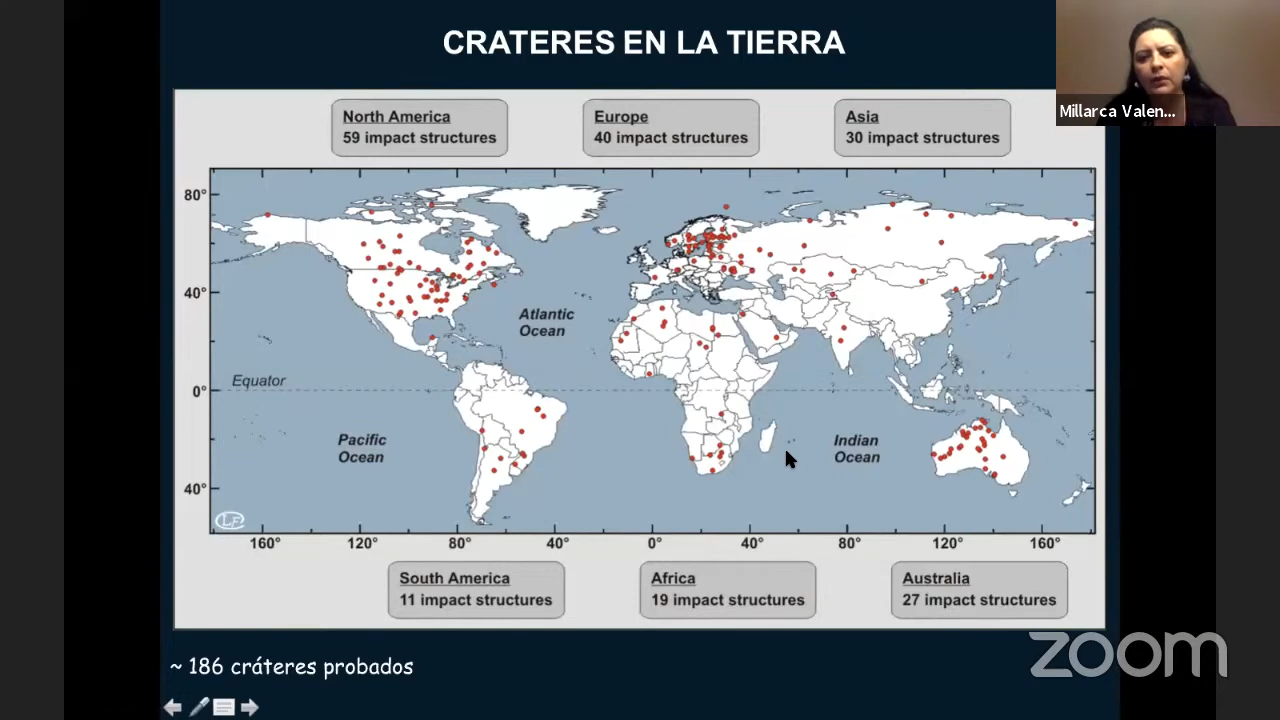 CRATERES EN LA TIERRA
Millarca Valen...
North America
59 impact structures
Europe
40 impact structures
Asia
30 impact structures
80°
40°
0°
40°
Equator
Atlantic
Ocean
Pacific
Ocean
Indian
Ocean
LF
160° 120° 80° 40° 0° 40° 80° 120° 160°
South America
11 impact structures
Africa
19 impact structures
Australia
27 impact structures
~ 186 cráteres probados
zoom